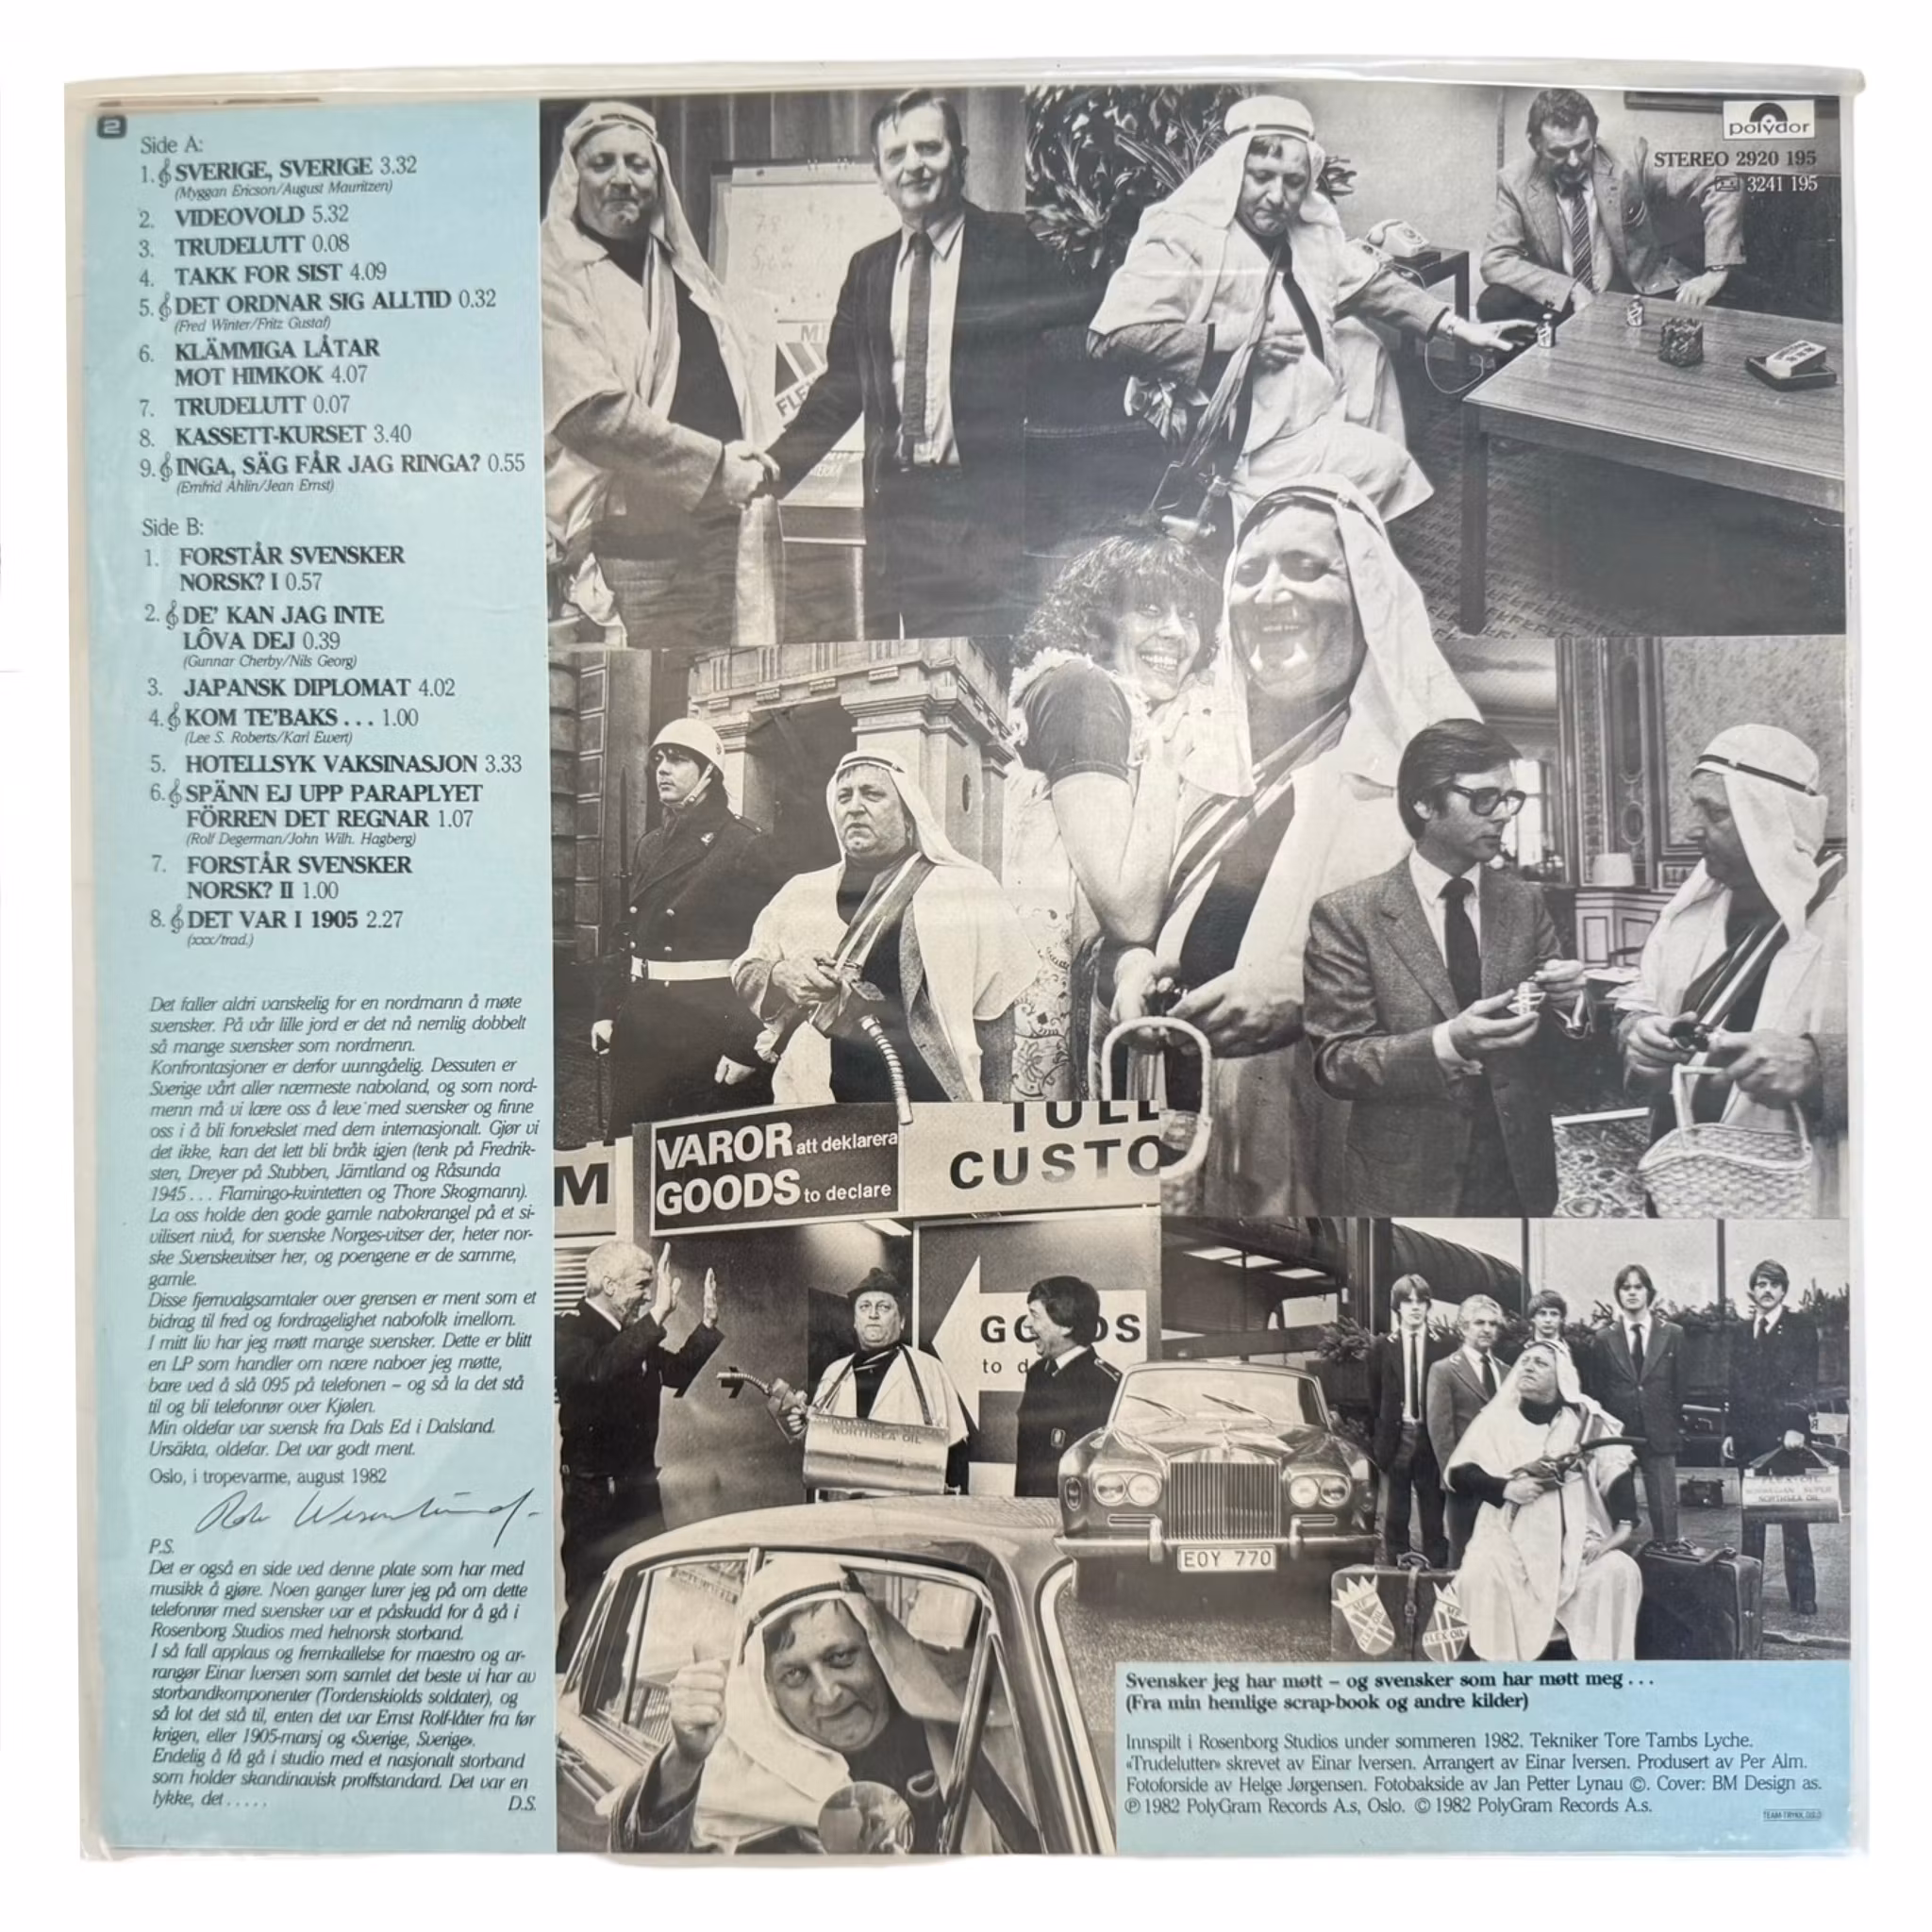 2
Side A:
1. SVERIGE, SVERIGE 3.32
(Myggan Ericson/August Mauritzen)
2. VIDEOVOLD 5.32
3. TRUDELUTT 0.08
4. TAKK FOR SIST 4.09
5. DET ORDNAR SIG ALLTID 0.32
(Fred Winter/Fritz Gustaf)
6. KLÄMMIGA LÅTAR
MOT HIMKOK 4.07
7. TRUDELUTT 0.07
8. KASSETT-KURSET 3.40
9. INGA, SÄG FÅR JAG RINGA? 0.55
(Emfrid Ahlin/Jean Ernst)
Side B:
1. FORSTÅR SVENSKER
NORSK? I 0.57
2. DE' KAN JAG INTE
LÔVA DEJ 0.39
(Gunnar Cherby/Nils Georg)
3. JAPANSK DIPLOMAT 4.02
4. KOM TE'BAKS . . . 1.00
(Lee S. Roberts/Karl Ewert)
5. HOTELLSYK VAKSINASJON 3.33
6. SPÄNN EJ UPP PARAPLYET
FÖRREN DET REGNAR 1.07
(Rolf Degerman/John Wilh. Hagberg)
7. FORSTÅR SVENSKER
NORSK? II 1.00
8. DET VAR I 1905 2.27
(xxx/trad.)
Det faller aldri vanskelig for en nordmann å møte
svensker. På vår lille jord er det nå nemlig dobbelt
så mange svensker som nordmenn.
Konfrontasjoner er derfor uunngåelig. Dessuten er
Sverige vårt aller nærmeste naboland, og som nord-
menn må vi lære oss å leve med svensker og finne
oss i å bli forvekslet med dem internasjonalt. Gjør vi
det ikke, kan det lett bli bråk igjen (tenk på Fredrik-
sten, Dreyer på Stubben, Jämtland og Råsunda
1945 . . . Flamingo-kvintetten og Thore Skogmann).
La oss holde den gode gamle nabokrangel på et si-
vilisert nivå, for svenske Norges-vitser der, heter nor-
ske Svenskevitser her, og poengene er de samme,
gamle.
Disse fjernvalgsamtaler over grensen er ment som et
bidrag til fred og fordragelighet nabofolk imellom.
I mitt liv har jeg møtt mange svensker. Dette er blitt
en LP som handler om nære naboer jeg møtte,
bare ved å slå 095 på telefonen – og så la det stå
til og bli telefonrør over Kjølen.
Min oldefar var svensk fra Dals Ed i Dalsland.
Ursäkta, oldefar. Det var godt ment.
Oslo, i tropevarme, august 1982
P.S.
Det er også en side ved denne plate som har med
musikk å gjøre. Noen ganger lurer jeg på om dette
telefonrør med svensker var et påskudd for å gå i
Rosenborg Studios med helnorsk storband.
I så fall applaus og fremkallelse for maestro og ar-
rangør Einar Iversen som samlet det beste vi har av
storbandkomponenter (Tordenskiolds soldater), og
så lot det stå til, enten det var Ernst Rolf-låter fra før
krigen, eller 1905-marsj og «Sverige, Sverige».
Endelig å få gå i studio med et nasjonalt storband
som holder skandinavisk proffstandard. Det var en
lykke, det . . . . .
D.S.
polydor
STEREO 2920 195
3241 195
VAROR att deklarera
GOODS to declare
TULL
CUSTO
M
GOODS
to d
NORTHSEA OIL
EOY 770
NORTHSEA OIL
FLEX OIL
Svensker jeg har møtt – og svensker som har møtt meg . . .
(Fra min hemlige scrap-book og andre kilder)
Innspilt i Rosenborg Studios under sommeren 1982. Tekniker Tore Tambs Lyche.
«Trudelutter» skrevet av Einar Iversen. Arrangert av Einar Iversen. Produsert av Per Alm.
Fotoforside av Helge Jørgensen. Fotobakside av Jan Petter Lynau ©. Cover: BM Design as.
℗ 1982 PolyGram Records A.s, Oslo. © 1982 PolyGram Records A.s.